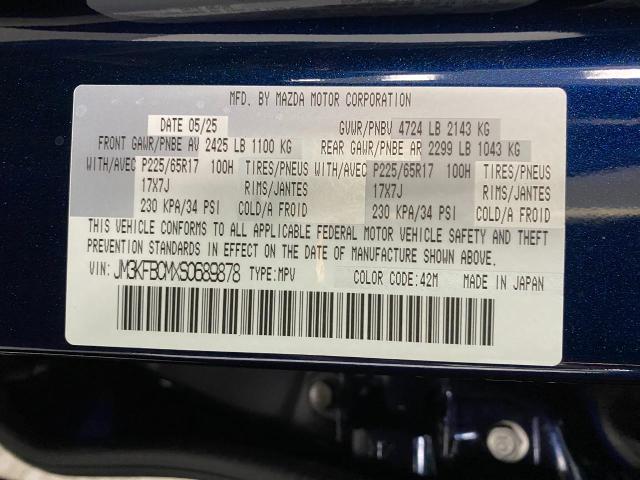 MFD. BY MAZDA MOTOR CORPORATION
DATE 05/25 GVWR/PNBV 4724 LB 2143 KG
FRONT GAWR/PNBE AV 2425 LB 1100 KG REAR GAWR/PNBE AR 2299 LB 1043 KG
WITH/AVEC P225/65R17 100H TIRES/PNEUS WITH/AVEC P225/65R17 100H TIRES/PNEUS
17X7J RIMS/JANTES 17X7J RIMS/JANTES
230 KPA/34 PSI COLD/A FROID 230 KPA/34 PSI COLD/A FROID
THIS VEHICLE CONFORMS TO ALL APPLICABLE FEDERAL MOTOR VEHICLE SAFETY AND THEFT
PREVENTION STANDARDS IN EFFECT ON THE DATE OF MANUFACTURE SHOWN ABOVE.
VIN: JM3KFBCMXS0689878 TYPE: MPV COLOR CODE: 42M MADE IN JAPAN